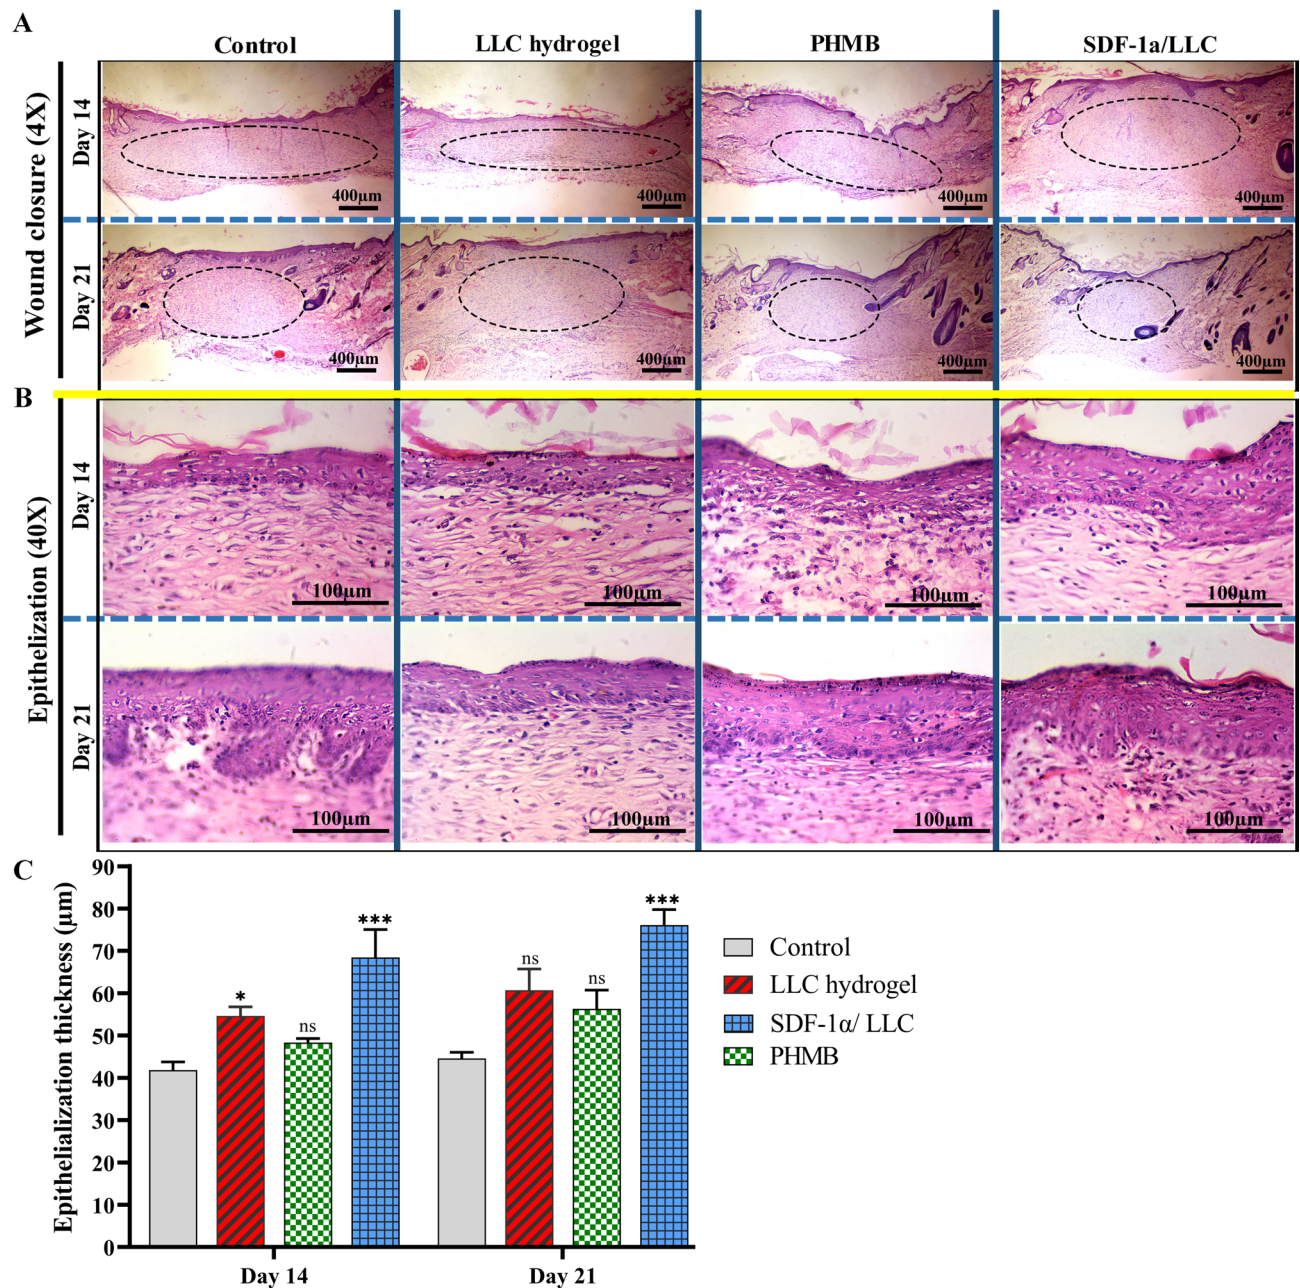 A
Control
LLC hydrogel
PHMB
SDF-1a/LLC
Wound closure (4X)
Day 14
400µm
400µm
400µm
400µm
Day 21
400µm
400µm
400µm
400µm
B
Epithelization (40X)
Day 14
100µm
100µm
100µm
100µm
Day 21
100µm
100µm
100µm
100µm
C
Epithelialization thickness (µm)
90
80
70
60
50
40
30
20
10
0
*
ns
***
ns
ns
***
Day 14
Day 21
Control
LLC hydrogel
SDF-1α/ LLC
PHMB